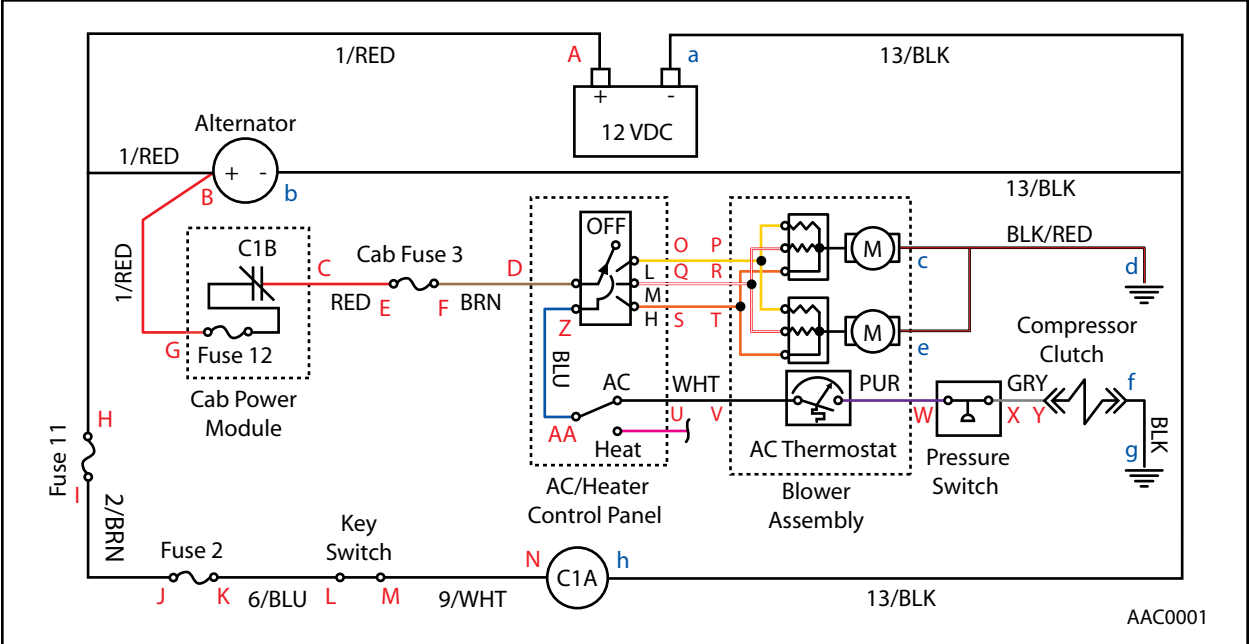 1/RED
A
a
13/BLK
+
-
12 VDC
Alternator
1/RED
+ -
B
b
13/BLK
1/RED
C1B
C
Cab Fuse 3
D
RED
E
F
BRN
G
Fuse 12
Cab Power
Module
OFF
L
M
H
Z
BLU
AC
AA
Heat
AC/Heater
Control Panel
O P
Q R
S T
WHT
U V
M
c
BLK/RED
d
M
e
AC Thermostat
PUR
Blower
Assembly
W
Pressure
Switch
GRY
X Y
Compressor
Clutch
f
g
BLK
H
Fuse 11
I
2/BRN
Fuse 2
J
K
6/BLU
Key
Switch
L
M
9/WHT
N
C1A
h
13/BLK
AAC0001